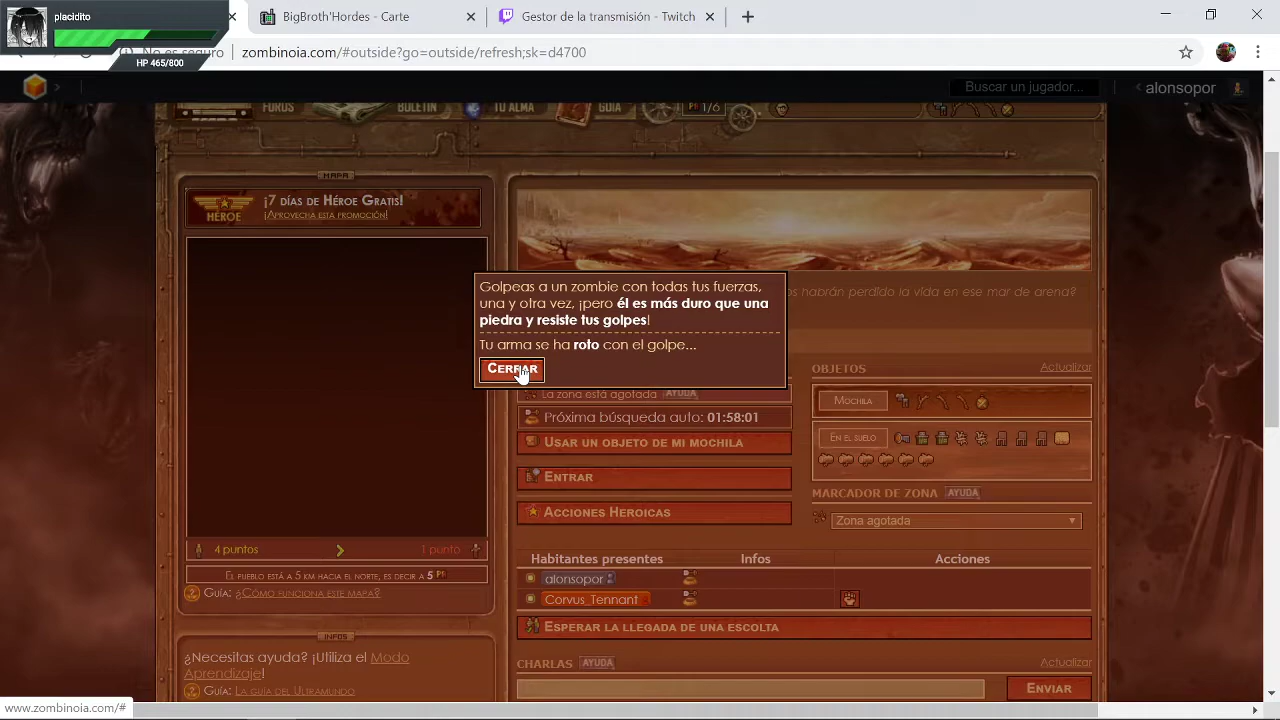 placidito
HP 465/800
BigBroth'Hordes - Carte
Gestor de la transmisión - Twitch
No es seguro
zombinoia.com/#outside?go=outside/refresh;sk=d4700
Buscar un jugador...
alonsopor
FOROS
BOLETÍN
TU ALMA
GUÍA
1/6
MAPA
¡7 DÍAS DE HÉROE GRATIS!
¡APROVECHA ESTA PROMOCIÓN!
HÉROE
habrán perdido la vida en ese mar de arena?
Golpeas a un zombie con todas tus fuerzas,
una y otra vez, ¡pero él es más duro que una
piedra y resiste tus golpes!
Tu arma se ha roto con el golpe...
CERRAR
La zona está agotada AYUDA
Próxima búsqueda auto: 01:58:01
USAR UN OBJETO DE MI MOCHILA
ENTRAR
ACCIONES HEROICAS
OBJETOS
Actualizar
MOCHILA
EN EL SUELO
MARCADOR DE ZONA AYUDA
Zona agotada
4 puntos
1 punto
EL PUEBLO ESTÁ A 5 KM HACIA EL NORTE, ES DECIR A 5
GUÍA: ¿CÓMO FUNCIONA ESTE MAPA?
Habitantes presentes
Infos
Acciones
alonsopor
Corvus_Tennant
ESPERAR LA LLEGADA DE UNA ESCOLTA
INFOS
¿Necesitas ayuda? ¡Utiliza el Modo
Aprendizaje!
GUÍA: LA GUÍA DEL ULTRAMUNDO
CHARLAS AYUDA
Actualizar
ENVIAR
www.zombinoia.com/#